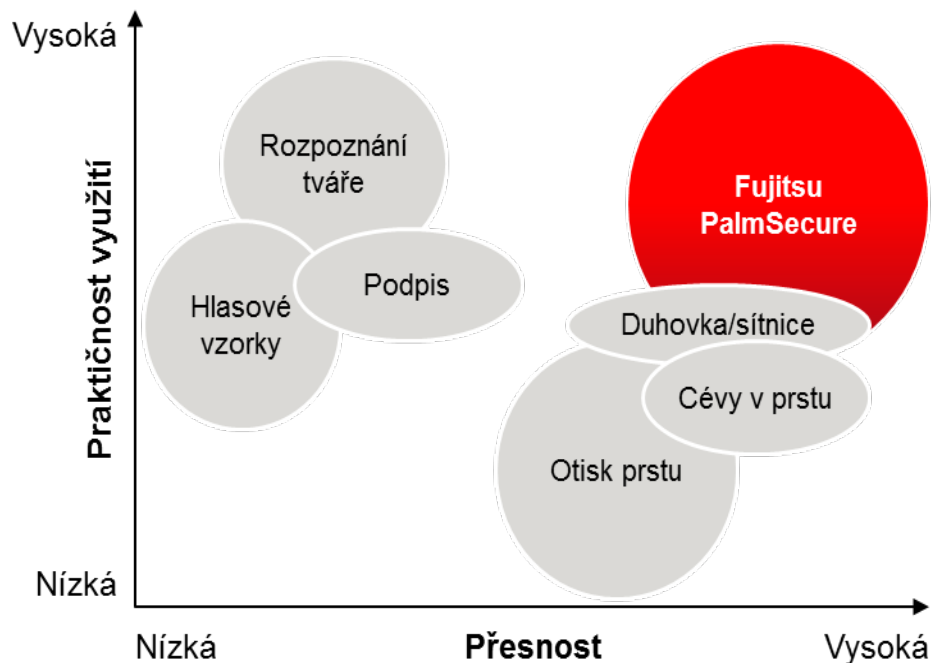 Vysoká
Rozpoznání
tváře
Fujitsu
PalmSecure
Praktičnost využití
Podpis
Hlasové
vzorky
Duhovka/sítnice
Cévy v prstu
Otisk prstu
Nízká
Nízká
Přesnost
Vysoká